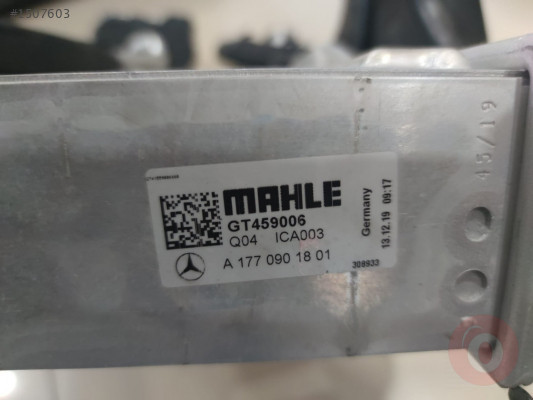 #1507603
MAHLE
GT459006
Q04 ICA003
A 177 090 18 01
Germany
13.12.19 09:17
308933
45/19